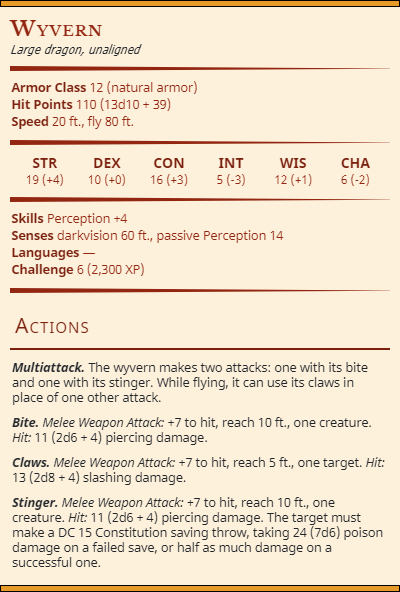 Wyvern
Large dragon, unaligned
Armor Class 12 (natural armor)
Hit Points 110 (13d10 + 39)
Speed 20 ft., fly 80 ft.
STR DEX CON INT WIS CHA
19 (+4) 10 (+0) 16 (+3) 5 (-3) 12 (+1) 6 (-2)
Skills Perception +4
Senses darkvision 60 ft., passive Perception 14
Languages —
Challenge 6 (2,300 XP)
Actions
Multiattack. The wyvern makes two attacks: one with its bite
and one with its stinger. While flying, it can use its claws in
place of one other attack.
Bite. Melee Weapon Attack: +7 to hit, reach 10 ft., one creature.
Hit: 11 (2d6 + 4) piercing damage.
Claws. Melee Weapon Attack: +7 to hit, reach 5 ft., one target. Hit:
13 (2d8 + 4) slashing damage.
Stinger. Melee Weapon Attack: +7 to hit, reach 10 ft., one
creature. Hit: 11 (2d6 + 4) piercing damage. The target must
make a DC 15 Constitution saving throw, taking 24 (7d6) poison
damage on a failed save, or half as much damage on a
successful one.